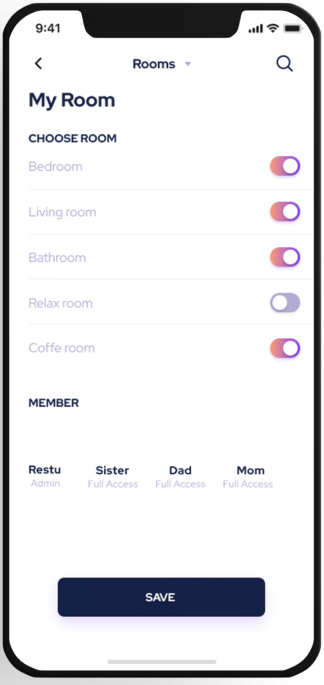 9:41
Rooms
My Room
CHOOSE ROOM
Bedroom
Living room
Bathroom
Relax room
Coffe room
MEMBER
Restu Sister Dad Mom
Admin Full Access Full Access Full Access
SAVE